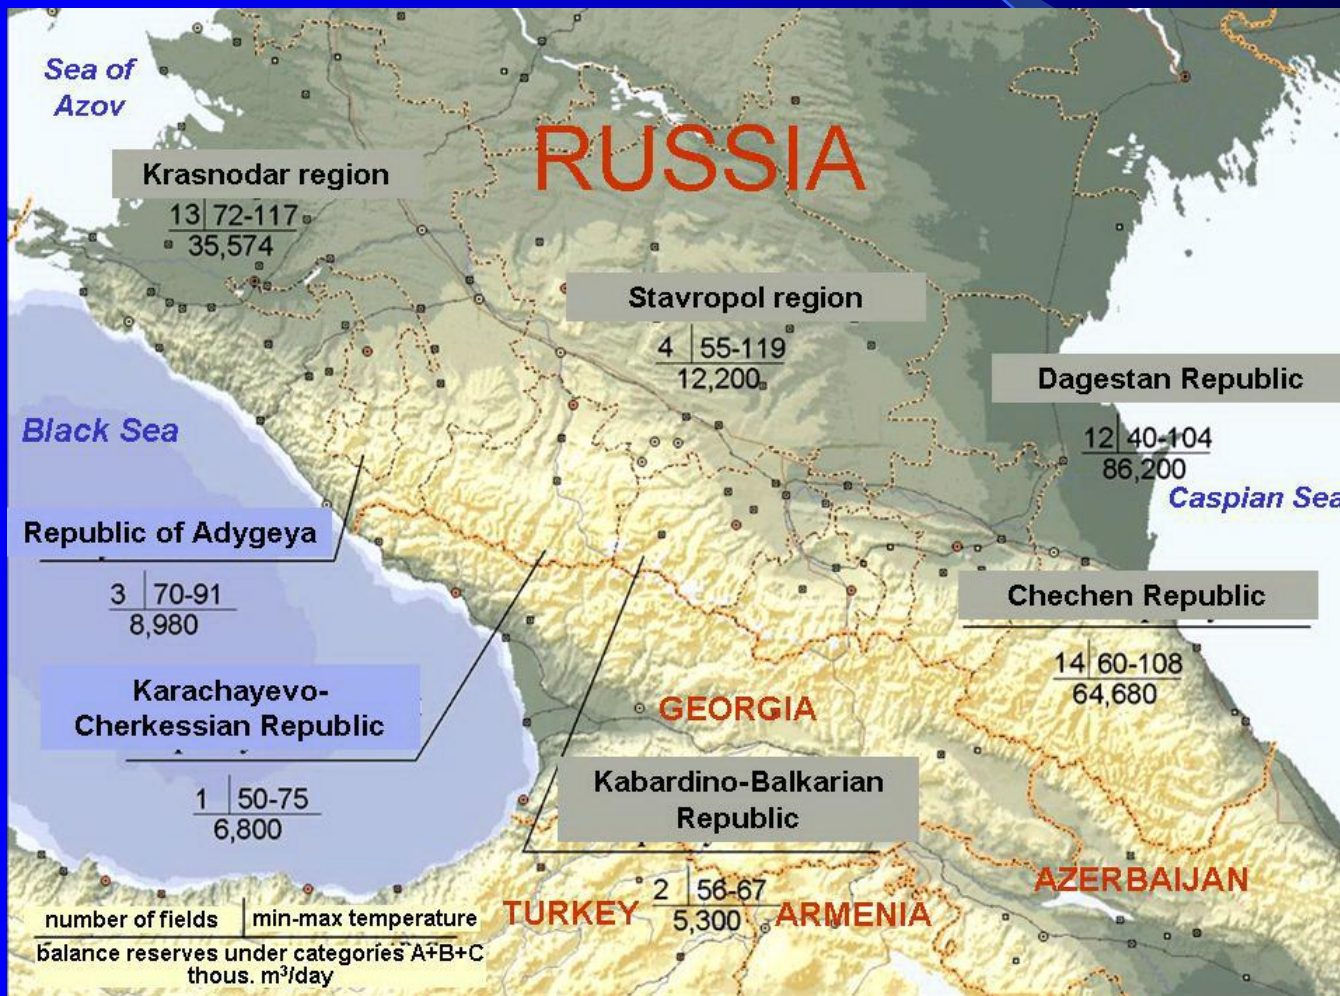 Sea of
Azov
RUSSIA
Krasnodar region
13 72-117
35,574
Stavropol region
4 55-119
12,200
Dagestan Republic
12 40-104
86,200
Black Sea
Caspian Sea
Republic of Adygeya
3 70-91
8,980
Chechen Republic
14 60-108
64,680
Karachayevo-
Cherkessian Republic
1 50-75
6,800
GEORGIA
Kabardino-Balkarian
Republic
2 56-67
5,300
TURKEY
ARMENIA
AZERBAIJAN
number of fields min-max temperature
balance reserves under categories A+B+C
thous. m³/day